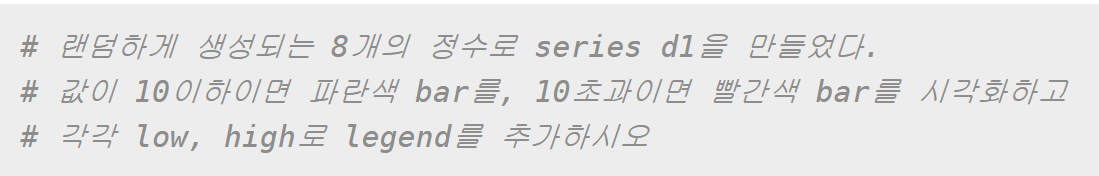 # 랜덤하게 생성되는 8개의 정수로 series d1을 만들었다.
# 값이 10이하이면 파란색 bar를, 10초과이면 빨간색 bar를 시각화하고
# 각각 low, high로 legend를 추가하시오